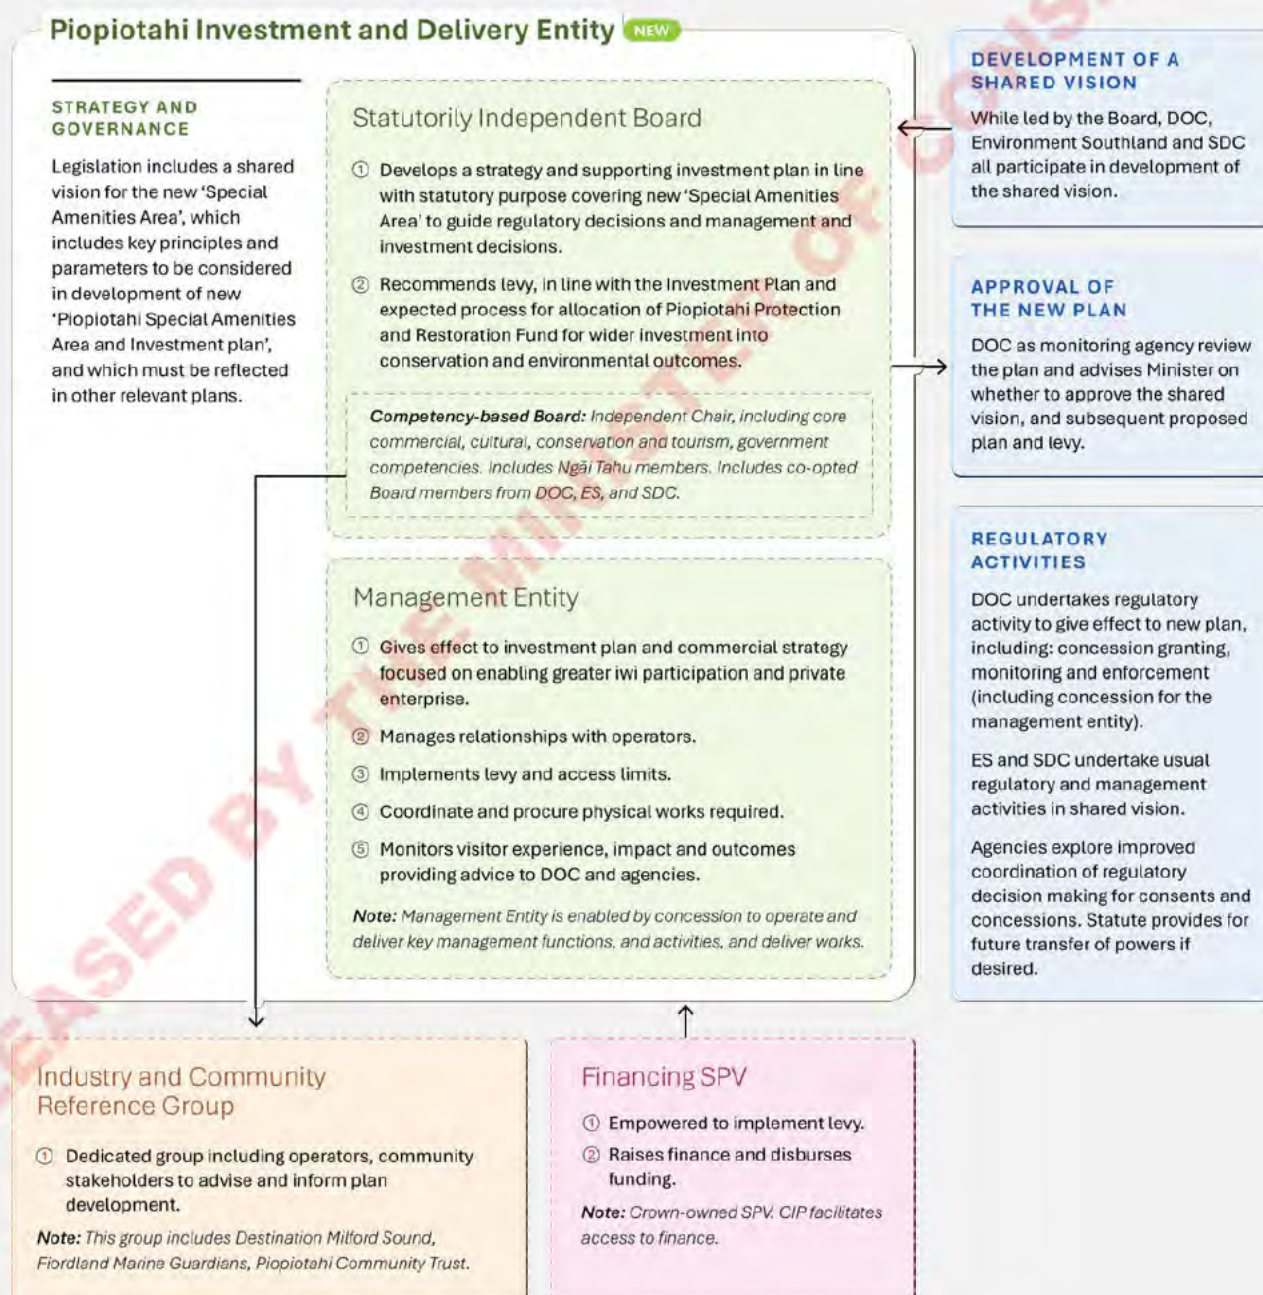 Piopiotahi Investment and Delivery Entity NEW
STRATEGY AND
GOVERNANCE
Legislation includes a shared
vision for the new ‘Special
Amenities Area’, which
includes key principles and
parameters to be considered
in development of new
‘Piopiotahi Special Amenities
Area and Investment plan’,
and which must be reflected
in other relevant plans.
Statutorily Independent Board
① Develops a strategy and supporting investment plan in line
with statutory purpose covering new ‘Special Amenities
Area’ to guide regulatory decisions and management and
investment decisions.
② Recommends levy, in line with the Investment Plan and
expected process for allocation of Piopiotahi Protection
and Restoration Fund for wider investment into
conservation and environmental outcomes.
Competency-based Board: Independent Chair, including core
commercial, cultural, conservation and tourism, government
competencies. Includes Ngāi Tahu members. Includes co-opted
Board members from DOC, ES, and SDC.
Management Entity
① Gives effect to investment plan and commercial strategy
focused on enabling greater iwi participation and private
enterprise.
② Manages relationships with operators.
③ Implements levy and access limits.
④ Coordinate and procure physical works required.
⑤ Monitors visitor experience, impact and outcomes
providing advice to DOC and agencies.
Note: Management Entity is enabled by concession to operate and
deliver key management functions, and activities, and deliver works.
DEVELOPMENT OF A
SHARED VISION
While led by the Board, DOC,
Environment Southland and SDC
all participate in development of
the shared vision.
APPROVAL OF
THE NEW PLAN
DOC as monitoring agency review
the plan and advises Minister on
whether to approve the shared
vision, and subsequent proposed
plan and levy.
REGULATORY
ACTIVITIES
DOC undertakes regulatory
activity to give effect to new plan,
including: concession granting,
monitoring and enforcement
(including concession for the
management entity).
ES and SDC undertake usual
regulatory and management
activities in shared vision.
Agencies explore improved
coordination of regulatory
decision making for consents and
concessions. Statute provides for
future transfer of powers if
desired.
Industry and Community
Reference Group
① Dedicated group including operators, community
stakeholders to advise and inform plan
development.
Note: This group includes Destination Milford Sound,
Fiordland Marine Guardians, Piopiotahi Community Trust.
Financing SPV
① Empowered to implement levy.
② Raises finance and disburses
funding.
Note: Crown-owned SPV. CIP facilitates
access to finance.
EASED BY THE MINISTER OF CONS